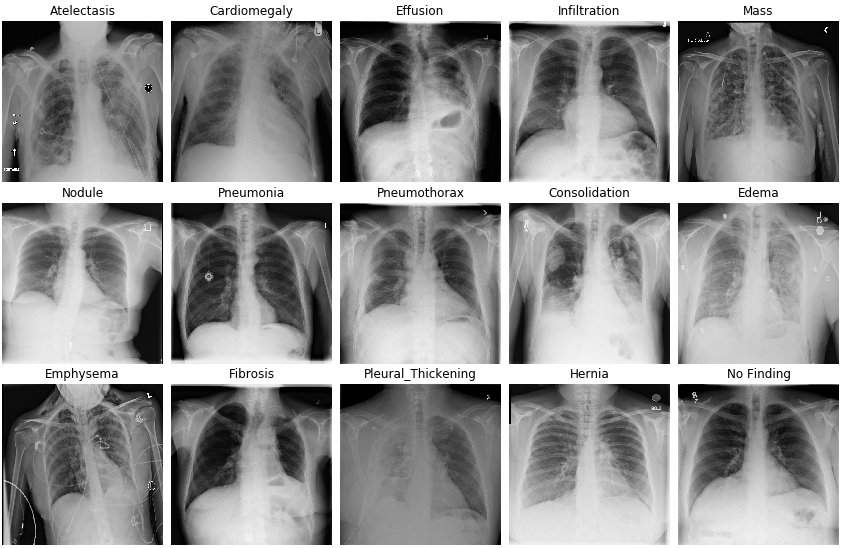 Atelectasis
Cardiomegaly
Effusion
Infiltration
Mass
Nodule
Pneumonia
Pneumothorax
Consolidation
Edema
Emphysema
Fibrosis
Pleural_Thickening
Hernia
No Finding